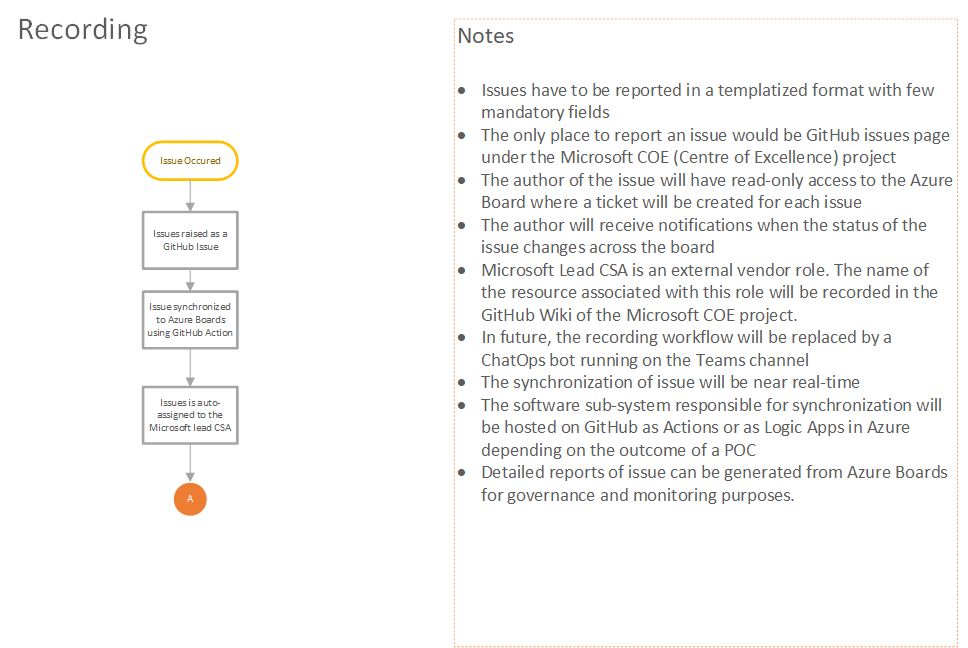 Recording
Issue Occured
Issues raised as a
GitHub Issue
Issue synchronized
to Azure Boards
using GitHub Action
Issues is auto-
assigned to the
Microsoft lead CSA
A
Notes
• Issues have to be reported in a templatized format with few
mandatory fields
• The only place to report an issue would be GitHub issues page
under the Microsoft COE (Centre of Excellence) project
• The author of the issue will have read-only access to the Azure
Board where a ticket will be created for each issue
• The author will receive notifications when the status of the
issue changes across the board
• Microsoft Lead CSA is an external vendor role. The name of
the resource associated with this role will be recorded in the
GitHub Wiki of the Microsoft COE project.
• In future, the recording workflow will be replaced by a
ChatOps bot running on the Teams channel
• The synchronization of issue will be near real-time
• The software sub-system responsible for synchronization will
be hosted on GitHub as Actions or as Logic Apps in Azure
depending on the outcome of a POC
• Detailed reports of issue can be generated from Azure Boards
for governance and monitoring purposes.